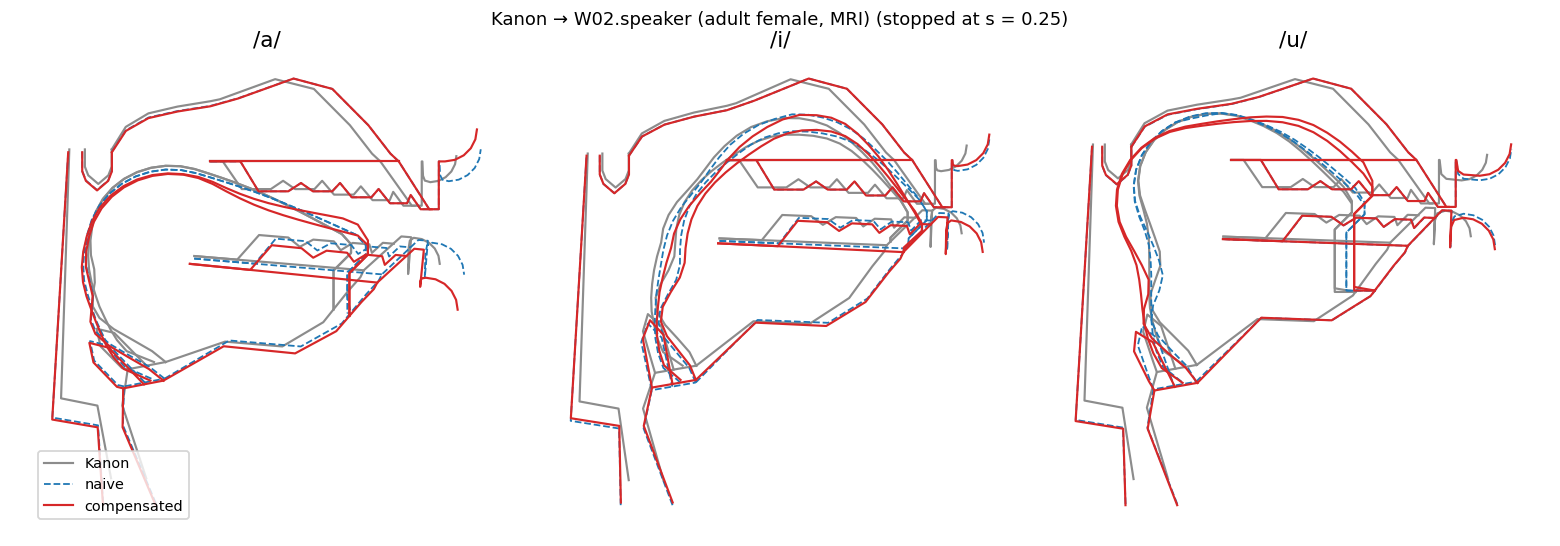 Kanon → W02.speaker (adult female, MRI) (stopped at s = 0.25)
/a/
/i/
/u/
Kanon
naive
compensated